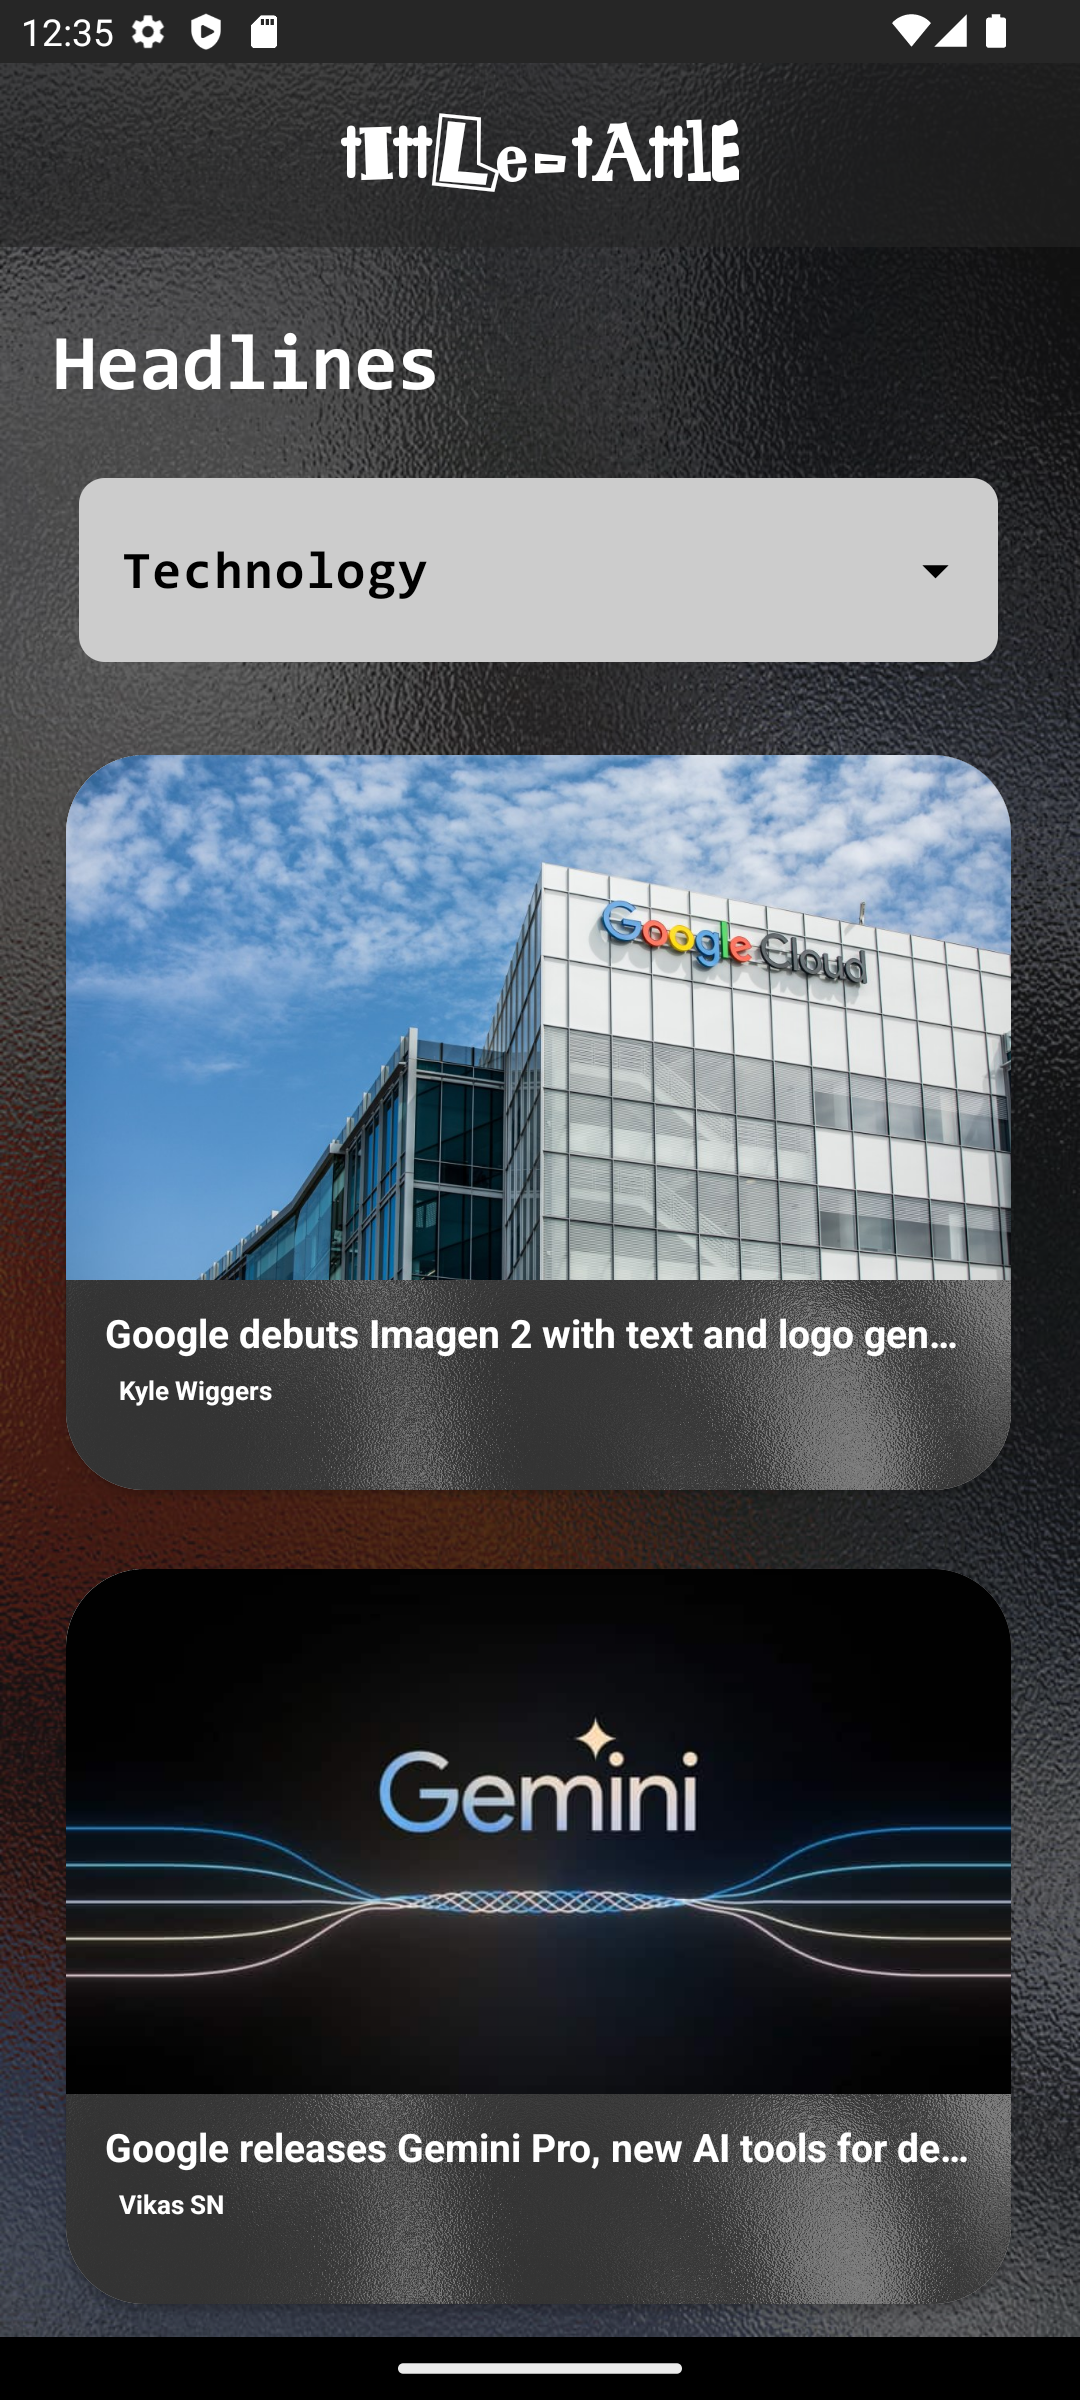 12:35
tIttLe-tAttlE
Headlines
Technology
Google Cloud
Google debuts Imagen 2 with text and logo gen...
Kyle Wiggers
Gemini
Google releases Gemini Pro, new AI tools for de...
Vikas SN